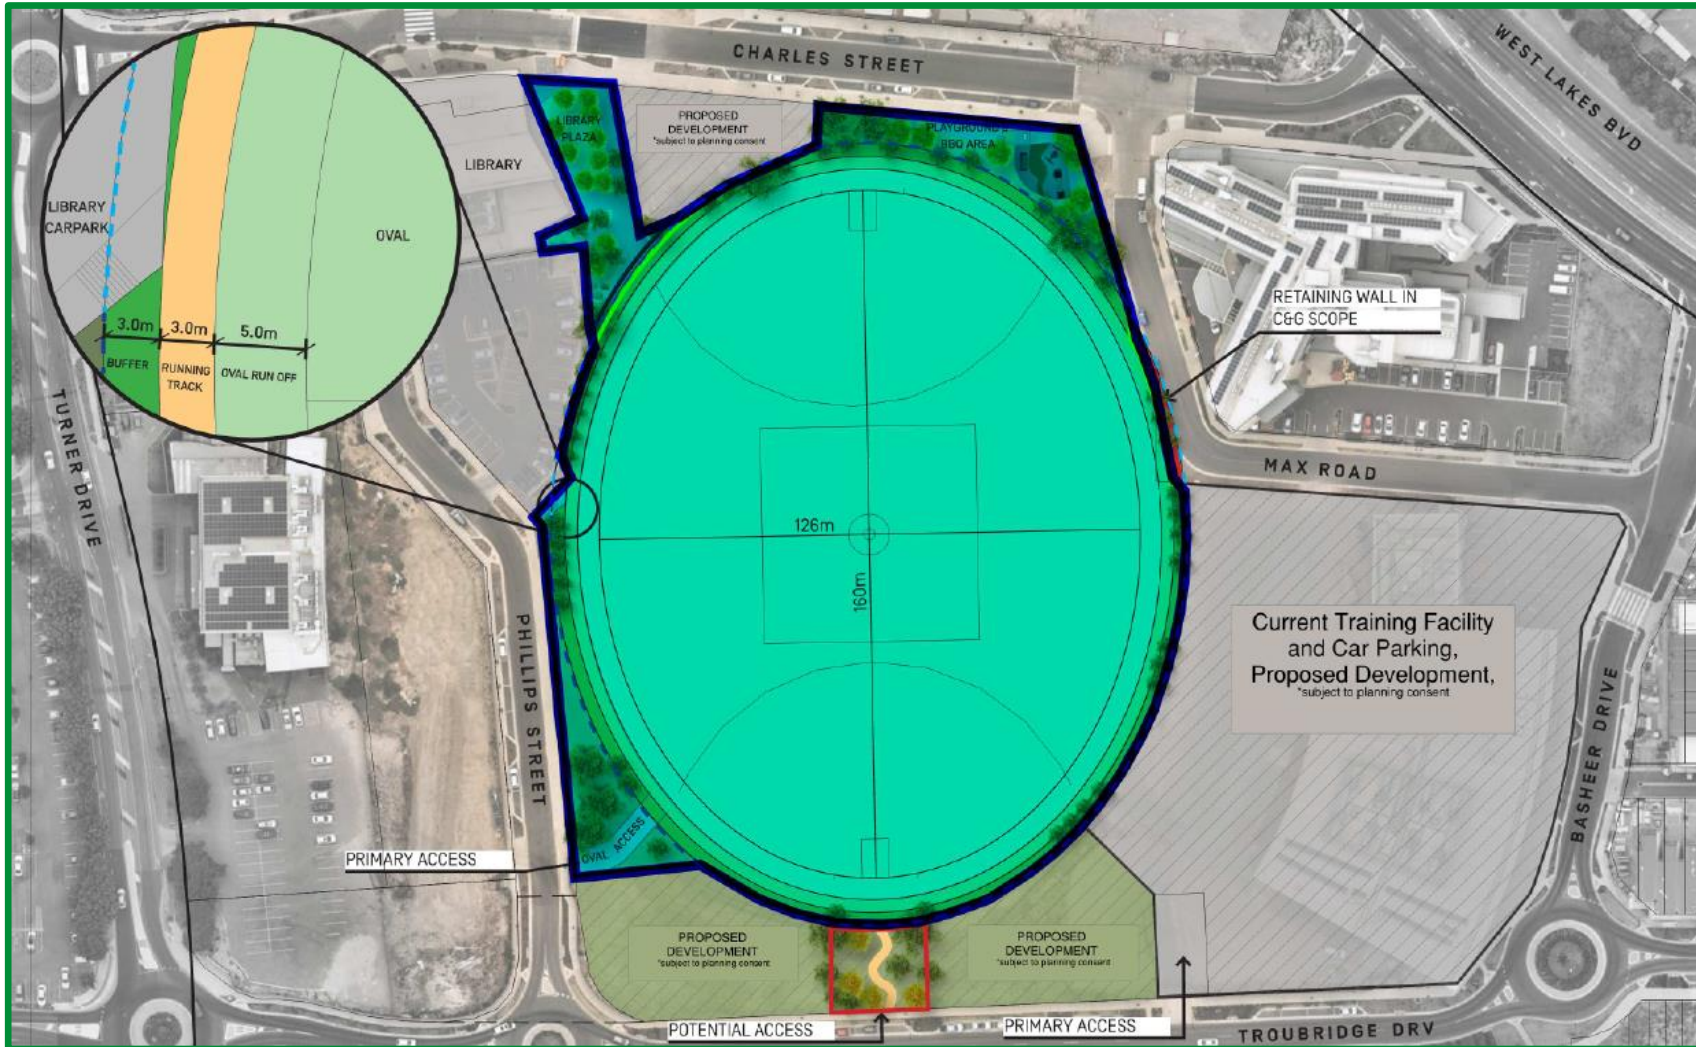 CHARLES STREET
WEST LAKES BVD
LIBRARY
PLAZA
PROPOSED
DEVELOPMENT
*subject to planning consent
PLAYGROUND &
BBQ AREA
LIBRARY
LIBRARY
CARPARK
OVAL
3.0m
3.0m
5.0m
BUFFER
RUNNING
TRACK
OVAL RUN OFF
RETAINING WALL IN
C&G SCOPE
TURNER DRIVE
MAX ROAD
126m
160m
PHILLIPS STREET
Current Training Facility
and Car Parking,
Proposed Development,
*subject to planning consent
BASHEER DRIVE
OVAL ACCESS
PRIMARY ACCESS
PROPOSED
DEVELOPMENT
*subject to planning consent
PROPOSED
DEVELOPMENT
*subject to planning consent
POTENTIAL ACCESS
PRIMARY ACCESS
TROUBRIDGE DRV